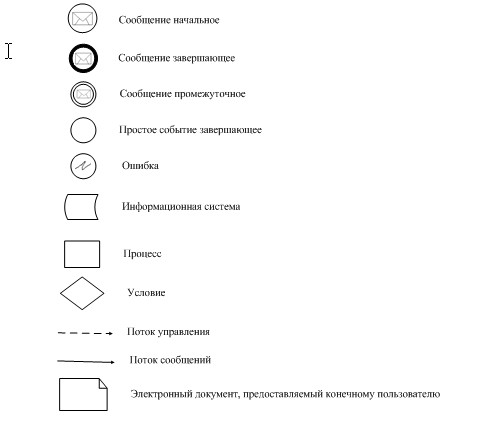 Сообщение начальное
Сообщение завершающее
Сообщение промежуточное
Простое событие завершающее
Ошибка
Информационная система
Процесс
Условие
Поток управления
Поток сообщений
Электронный документ, предоставляемый конечному пользователю